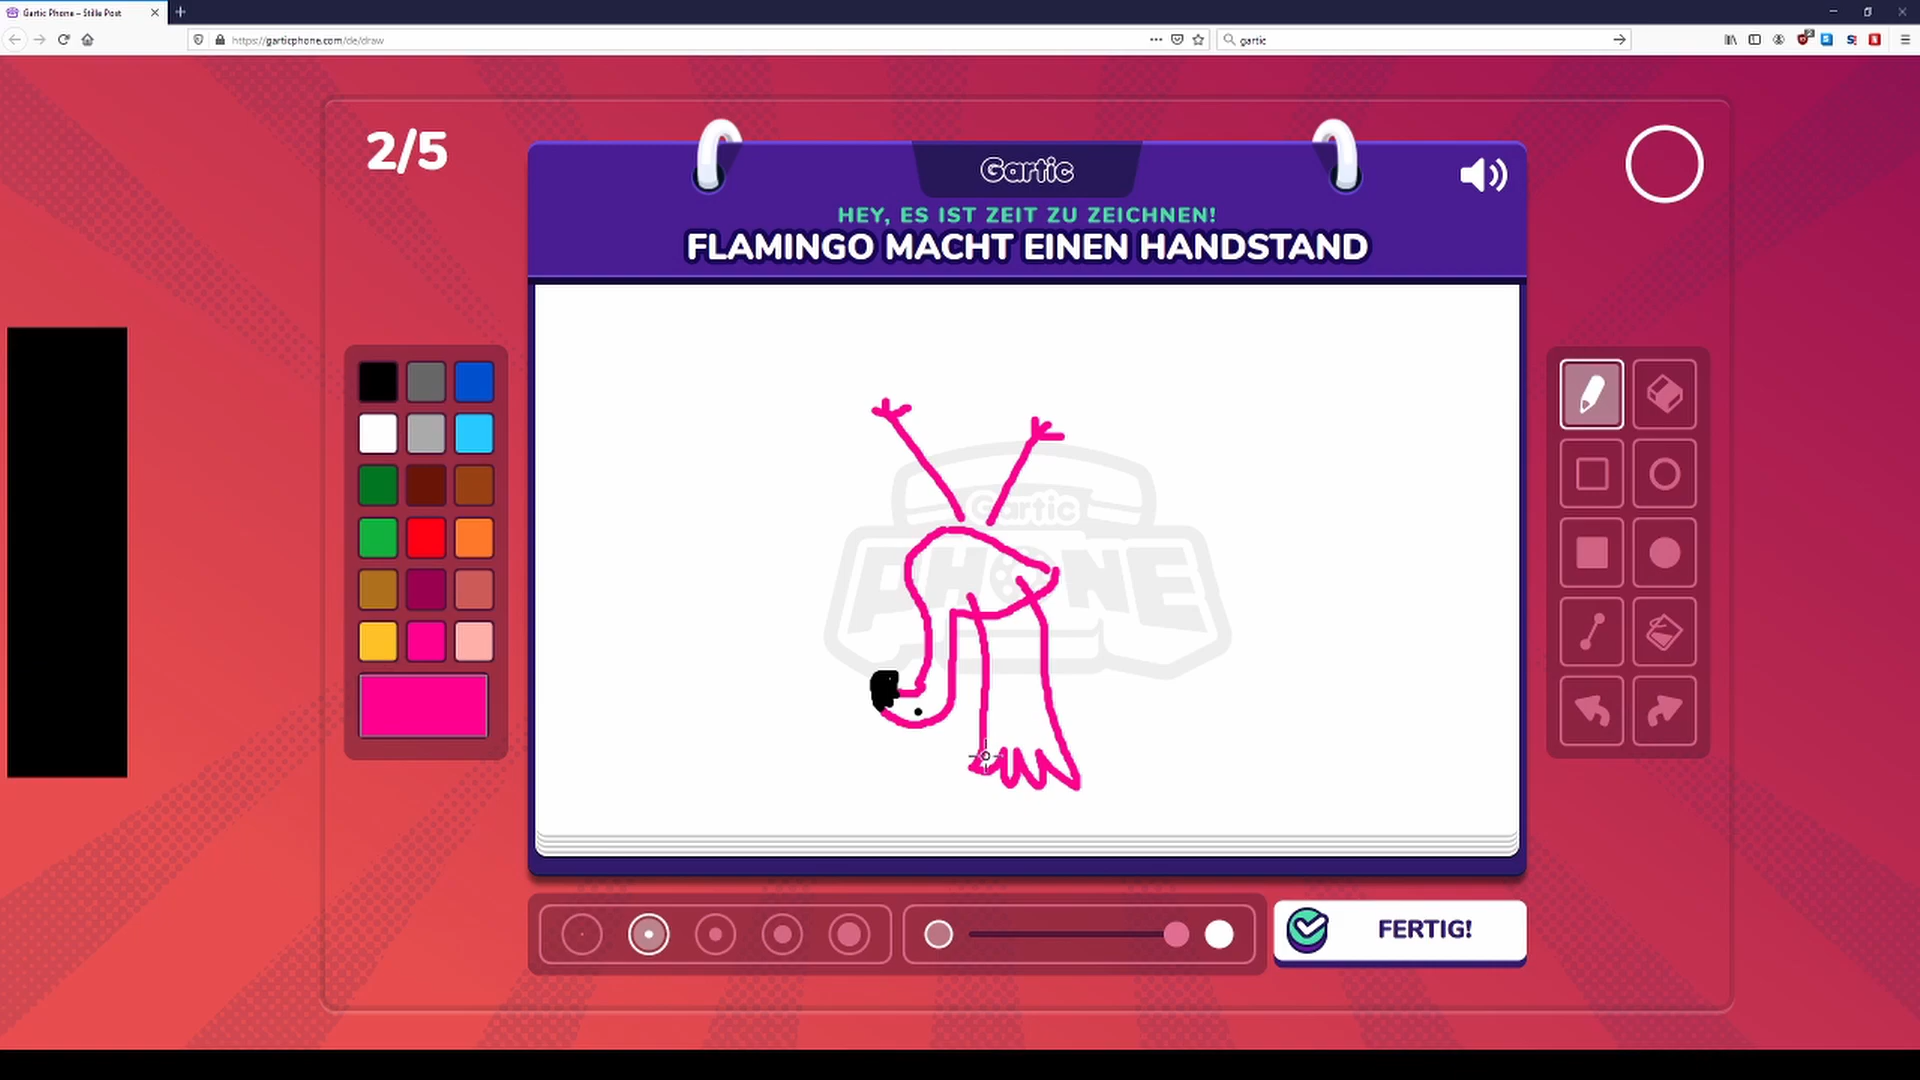 Gartic Phone – Stille Post
https://garticphone.com/de/draw
gartic
2/5
Gartic
HEY, ES IST ZEIT ZU ZEICHNEN!
FLAMINGO MACHT EINEN HANDSTAND
Gartic
PHONE
FERTIG!